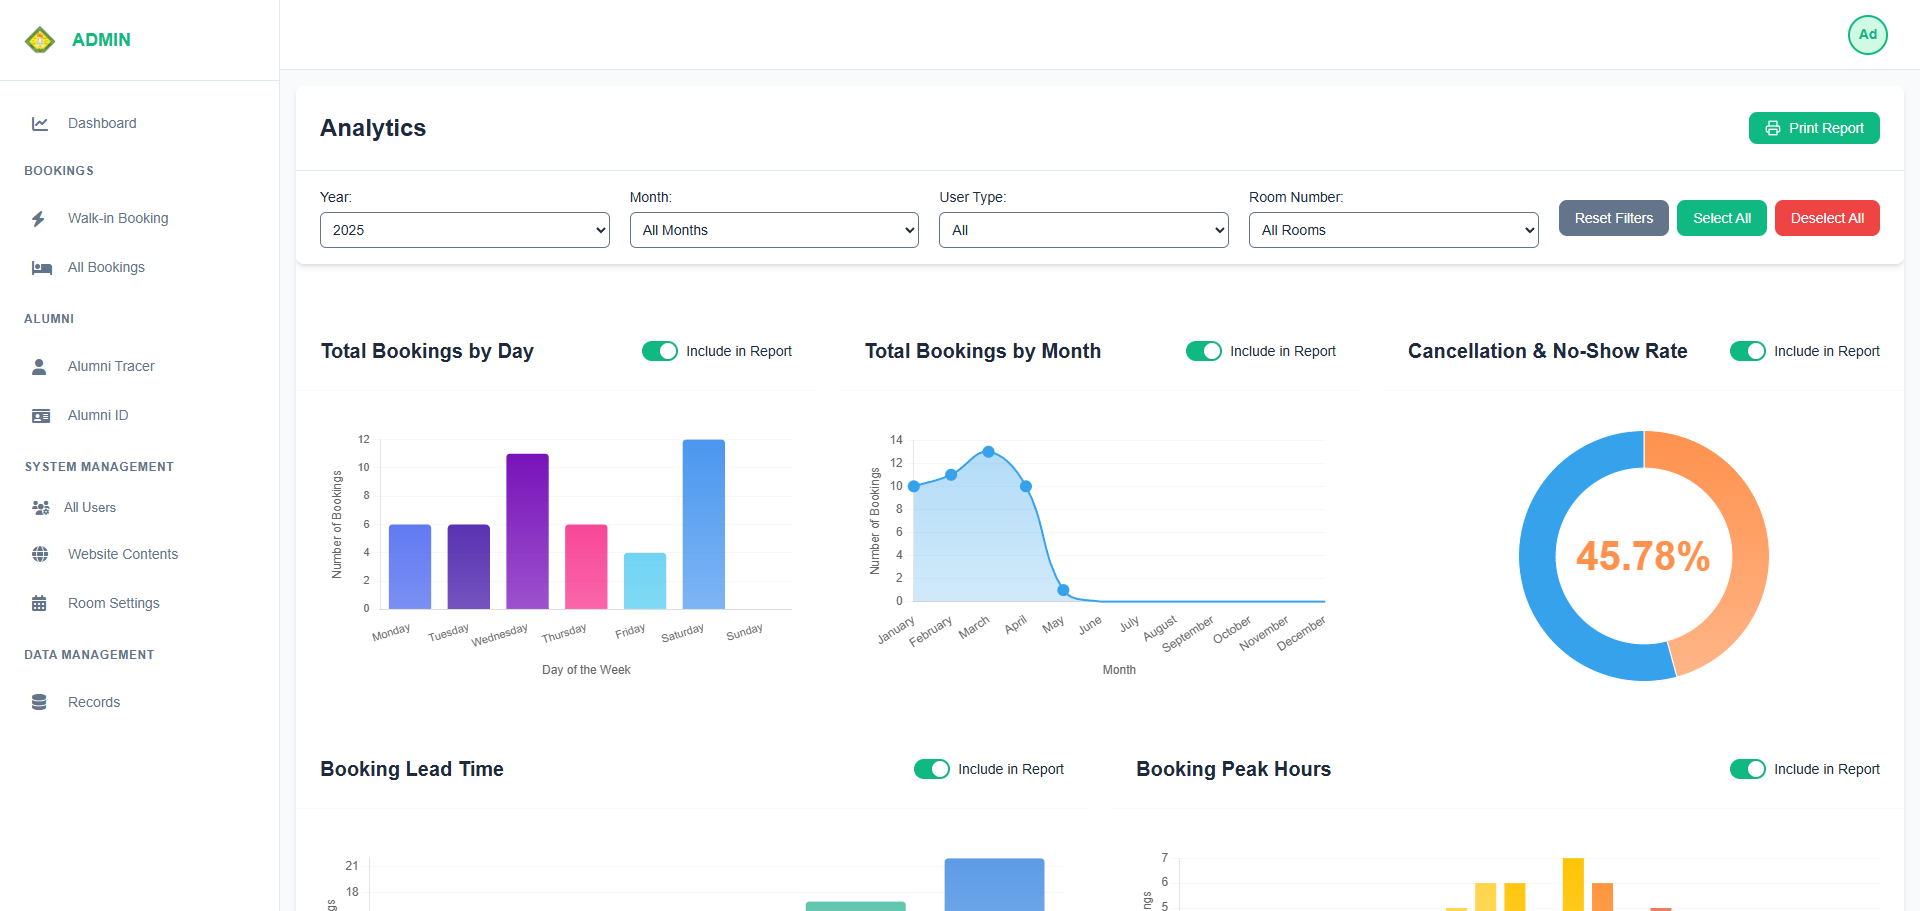 ADMIN
Ad
Dashboard
BOOKINGS
Walk-in Booking
All Bookings
ALUMNI
Alumni Tracer
Alumni ID
SYSTEM MANAGEMENT
All Users
Website Contents
Room Settings
DATA MANAGEMENT
Records
Analytics
Print Report
Year:
2025
Month:
All Months
User Type:
All
Room Number:
All Rooms
Reset Filters
Select All
Deselect All
Total Bookings by Day
Include in Report
Number of Bookings
12
10
8
6
4
2
0
Monday
Tuesday
Wednesday
Thursday
Friday
Saturday
Sunday
Day of the Week
Total Bookings by Month
Include in Report
Number of Bookings
14
12
10
8
6
4
2
0
January
February
March
April
May
June
July
August
September
October
November
December
Month
Cancellation & No-Show Rate
Include in Report
45.78%
Booking Lead Time
Include in Report
21
18
Booking Peak Hours
Include in Report
7
6
5